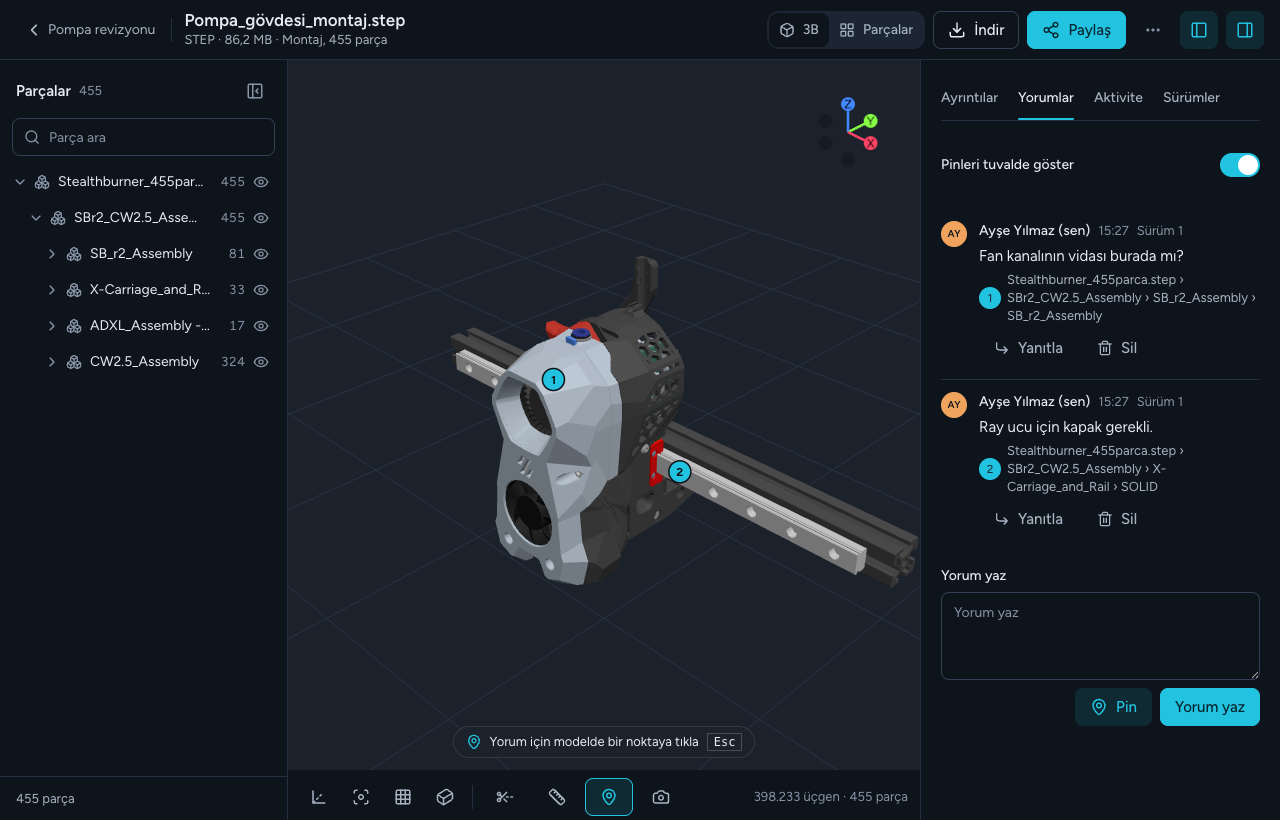 Pompa revizyonu
Pompa_gövdesi_montaj.step
STEP · 86,2 MB · Montaj, 455 parça
3B
Parçalar
İndir
Paylaş
Parçalar 455
Parça ara
Stealthburner_455par... 455
SBr2_CW2.5_Asse... 455
SB_r2_Assembly 81
X-Carriage_and_R... 33
ADXL_Assembly -... 17
CW2.5_Assembly 324
455 parça
Z
Y
X
1
2
Yorum için modelde bir noktaya tıkla Esc
398.233 üçgen · 455 parça
Ayrıntılar Yorumlar Aktivite Sürümler
Pinleri tuvalde göster
AY
Ayşe Yılmaz (sen) 15:27 Sürüm 1
Fan kanalının vidası burada mı?
1
Stealthburner_455parca.step ›
SBr2_CW2.5_Assembly › SB_r2_Assembly ›
SB_r2_Assembly
Yanıtla Sil
AY
Ayşe Yılmaz (sen) 15:27 Sürüm 1
Ray ucu için kapak gerekli.
2
Stealthburner_455parca.step ›
SBr2_CW2.5_Assembly › X-
Carriage_and_Rail › SOLID
Yanıtla Sil
Yorum yaz
Yorum yaz
Pin
Yorum yaz